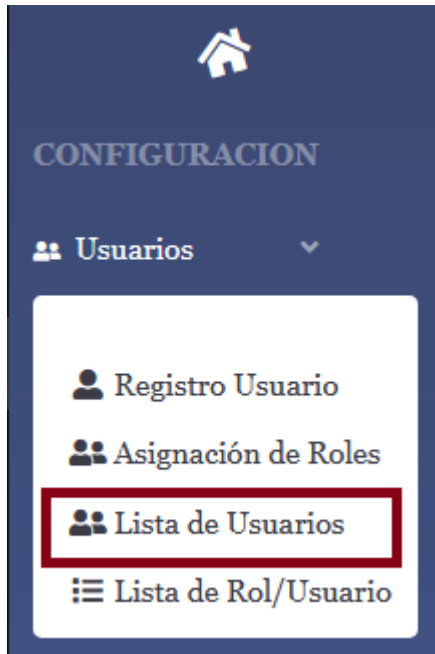 CONFIGURACION
Usuarios
Registro Usuario
Asignación de Roles
Lista de Usuarios
Lista de Rol/Usuario